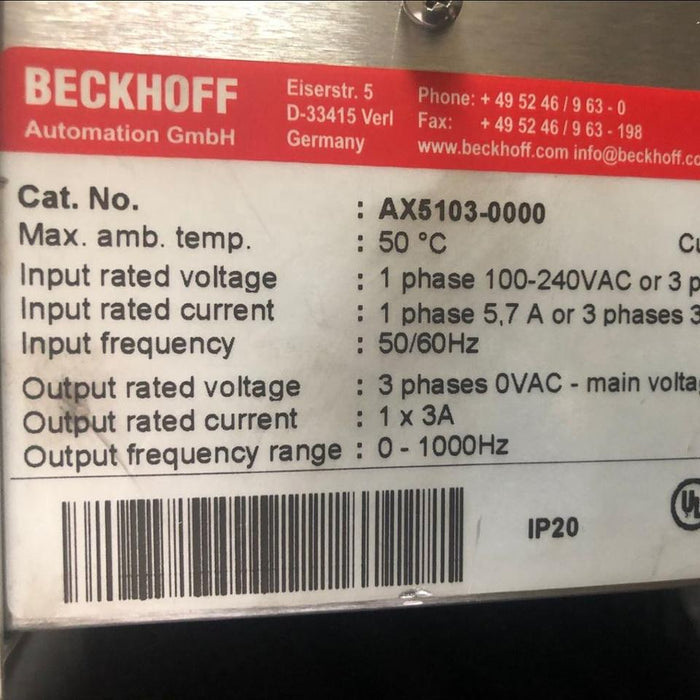 BECKHOFF
Automation GmbH
Eiserstr. 5
D-33415 Verl
Germany
Phone: + 49 52 46 / 9 63 - 0
Fax: + 49 52 46 / 9 63 - 198
www.beckhoff.com info@beckhoff.co
Cat. No. : AX5103-0000
Max. amb. temp. : 50 °C
Input rated voltage : 1 phase 100-240VAC or 3 p
Input rated current : 1 phase 5,7 A or 3 phases 3
Input frequency : 50/60Hz
Output rated voltage : 3 phases 0VAC - main volta
Output rated current : 1 x 3A
Output frequency range : 0 - 1000Hz
IP20
UL